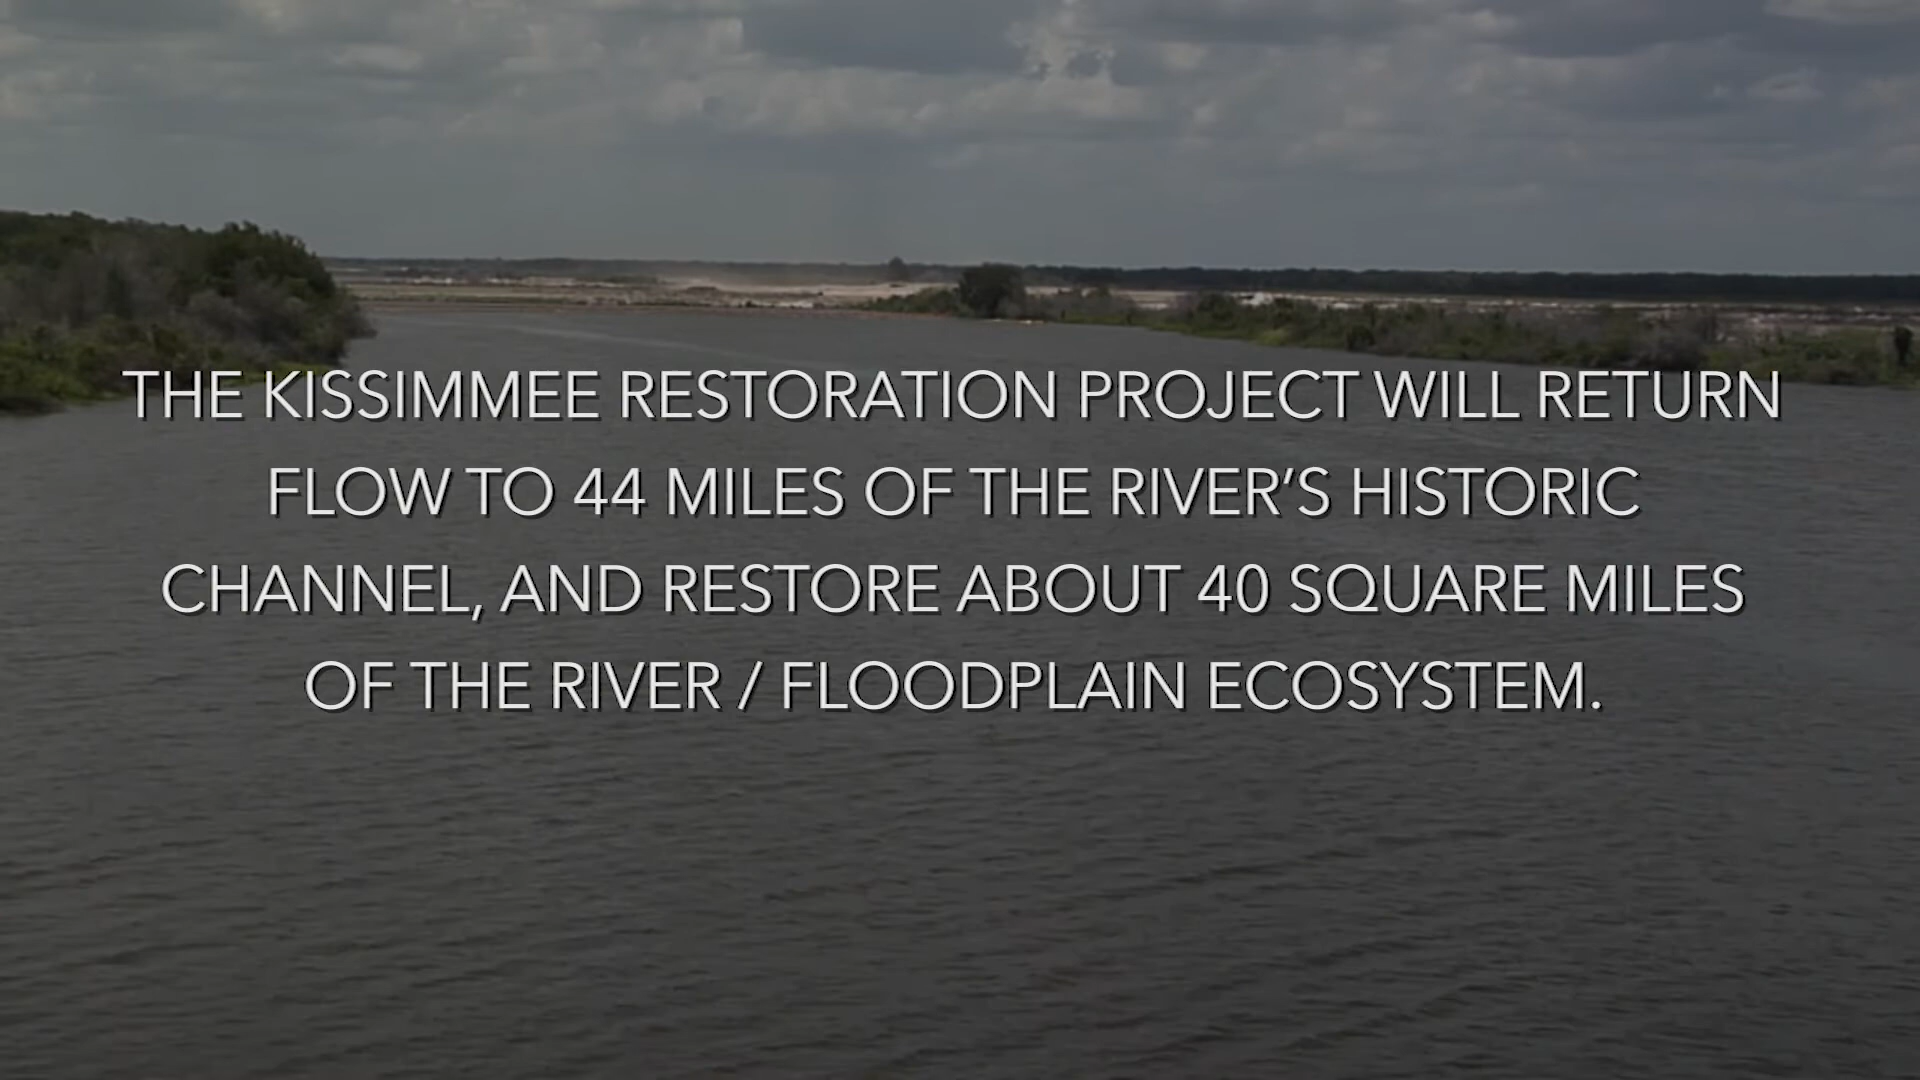 THE KISSIMMEE RESTORATION PROJECT WILL RETURN
FLOW TO 44 MILES OF THE RIVER’S HISTORIC
CHANNEL, AND RESTORE ABOUT 40 SQUARE MILES
OF THE RIVER / FLOODPLAIN ECOSYSTEM.